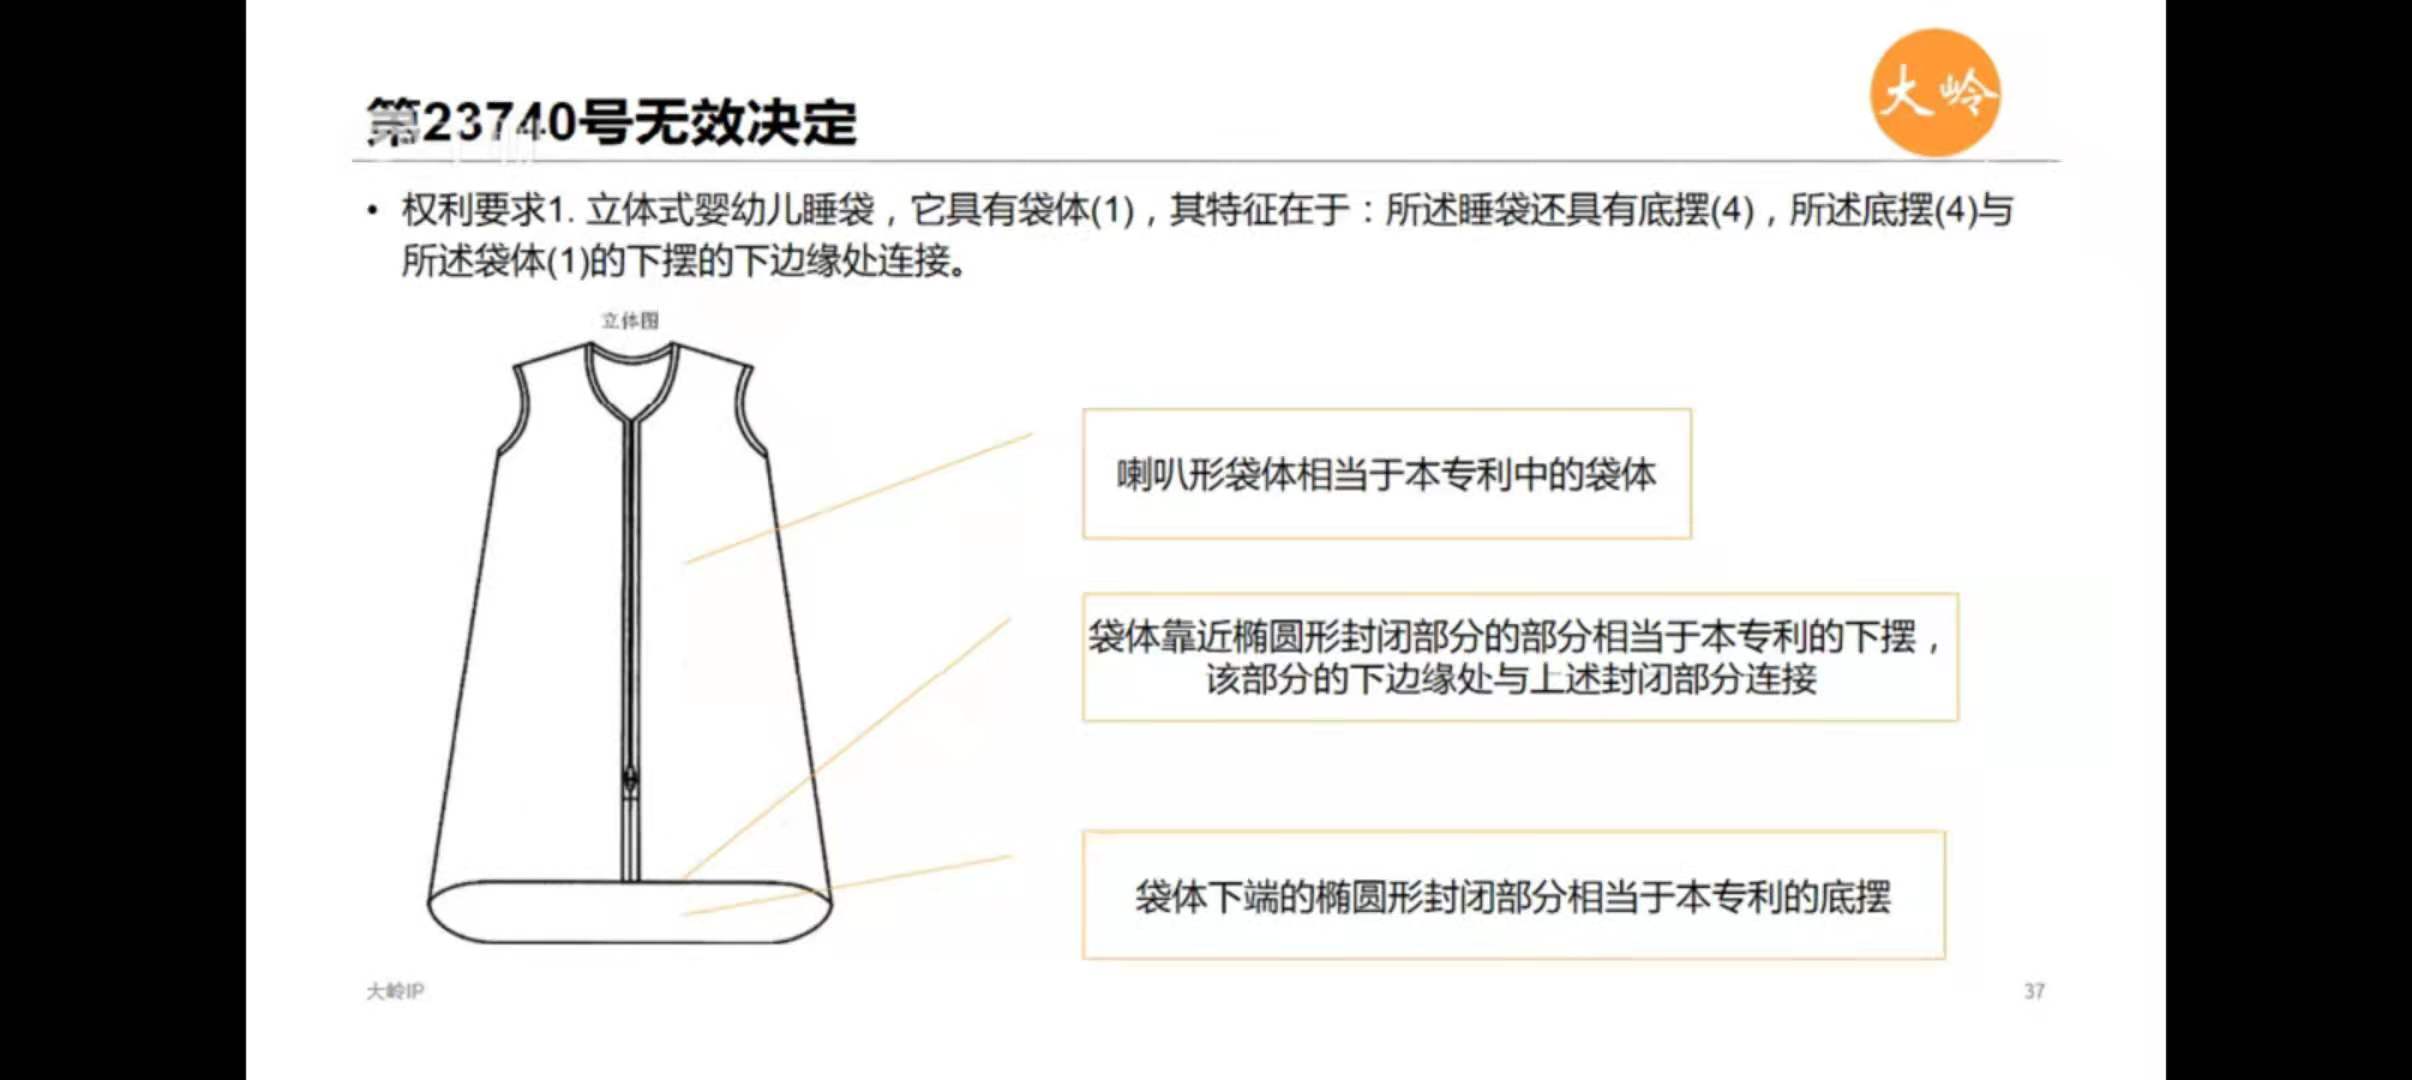 大岭
第23740号无效决定
• 权利要求1. 立体式婴幼儿睡袋，它具有袋体(1)，其特征在于：所述睡袋还具有底摆(4)，所述底摆(4)与
所述袋体(1)的下摆的下边缘处连接。
立体图
喇叭形袋体相当于本专利中的袋体
袋体靠近椭圆形封闭部分的部分相当于本专利的下摆，
该部分的下边缘处与上述封闭部分连接
袋体下端的椭圆形封闭部分相当于本专利的底摆
大岭IP
37